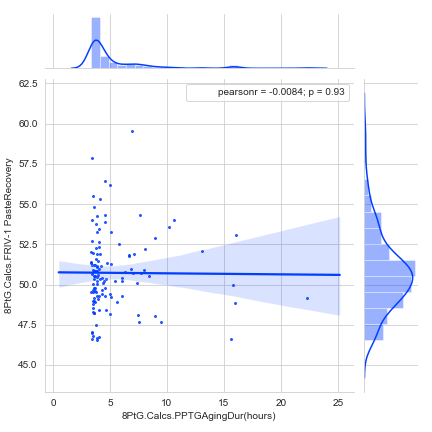 pearsonr = -0.0084; p = 0.93
62.5
60.0
57.5
55.0
52.5
50.0
47.5
45.0
8PtG.Calcs.FRIV-1 PasteRecovery
0 5 10 15 20 25
8PtG.Calcs.PPTGAgingDur(hours)